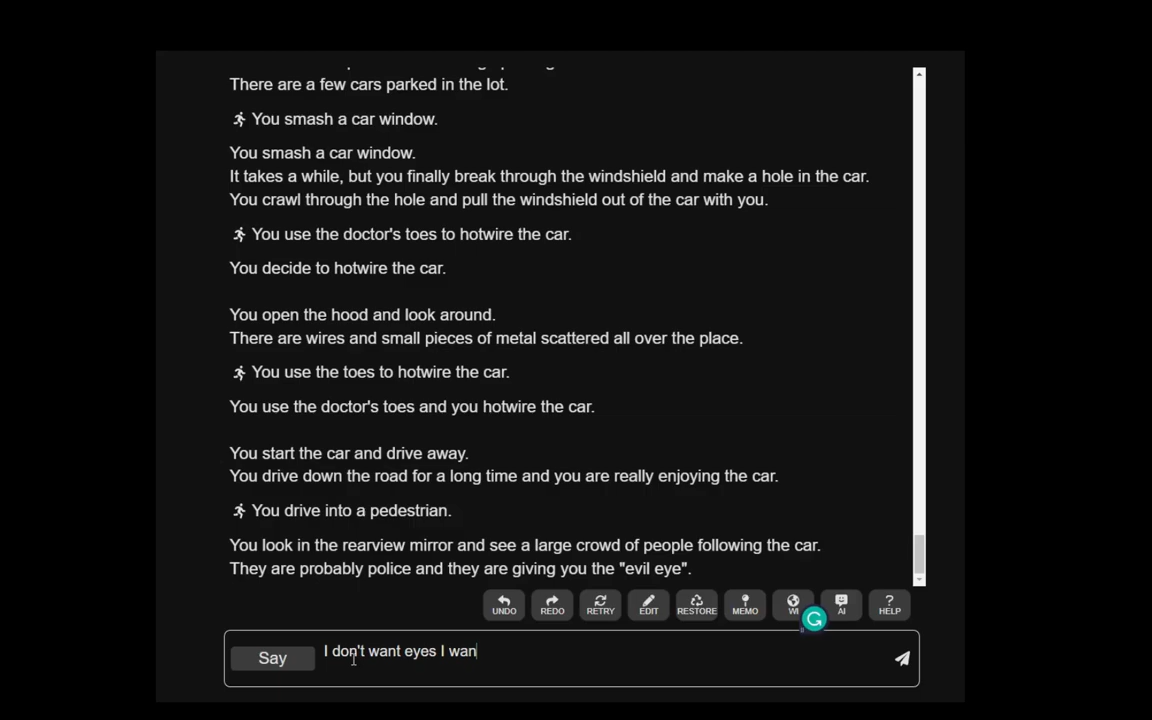 There are a few cars parked in the lot.
You smash a car window.
You smash a car window.
It takes a while, but you finally break through the windshield and make a hole in the car.
You crawl through the hole and pull the windshield out of the car with you.
You use the doctor's toes to hotwire the car.
You decide to hotwire the car.
You open the hood and look around.
There are wires and small pieces of metal scattered all over the place.
You use the toes to hotwire the car.
You use the doctor's toes and you hotwire the car.
You start the car and drive away.
You drive down the road for a long time and you are really enjoying the car.
You drive into a pedestrian.
You look in the rearview mirror and see a large crowd of people following the car.
They are probably police and they are giving you the "evil eye".
UNDO REDO RETRY EDIT RESTORE MEMO WI AI HELP
Say I don't want eyes I wan